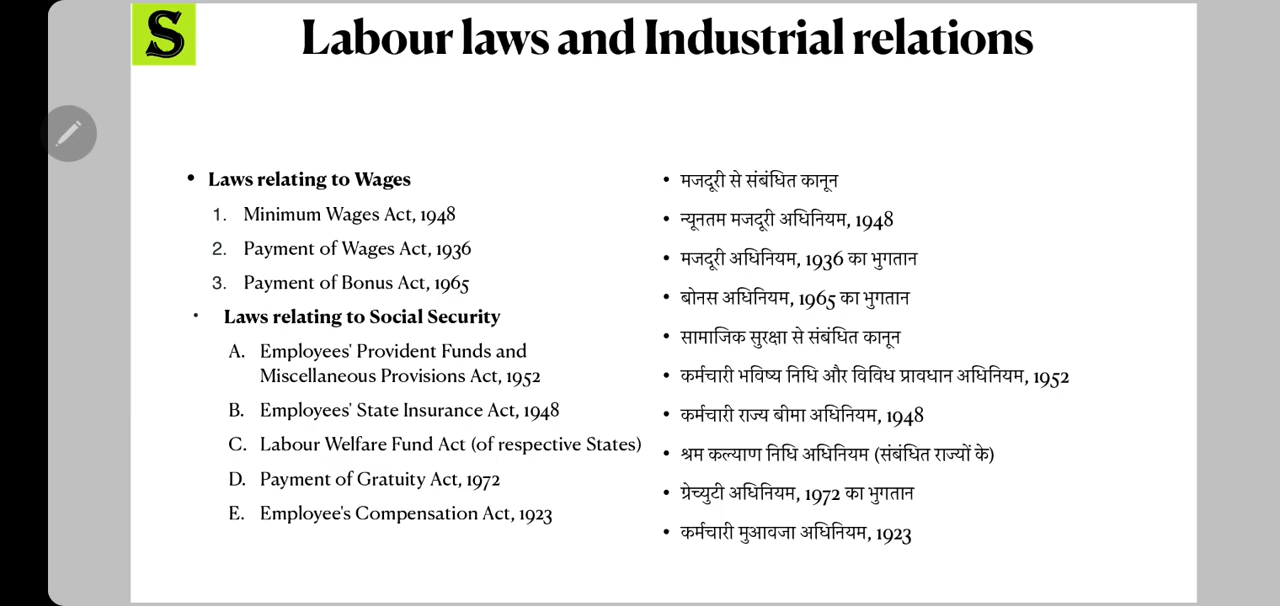 S
Labour laws and Industrial relations
• Laws relating to Wages
1. Minimum Wages Act, 1948
2. Payment of Wages Act, 1936
3. Payment of Bonus Act, 1965
• Laws relating to Social Security
A. Employees' Provident Funds and
Miscellaneous Provisions Act, 1952
B. Employees' State Insurance Act, 1948
C. Labour Welfare Fund Act (of respective States)
D. Payment of Gratuity Act, 1972
E. Employee's Compensation Act, 1923
• मजदूरी से संबंधित कानून
• न्यूनतम मजदूरी अधिनियम, 1948
• मजदूरी अधिनियम, 1936 का भुगतान
• बोनस अधिनियम, 1965 का भुगतान
• सामाजिक सुरक्षा से संबंधित कानून
• कर्मचारी भविष्य निधि और विविध प्रावधान अधिनियम, 1952
• कर्मचारी राज्य बीमा अधिनियम, 1948
• श्रम कल्याण निधि अधिनियम (संबंधित राज्यों के)
• ग्रेच्युटी अधिनियम, 1972 का भुगतान
• कर्मचारी मुआवजा अधिनियम, 1923